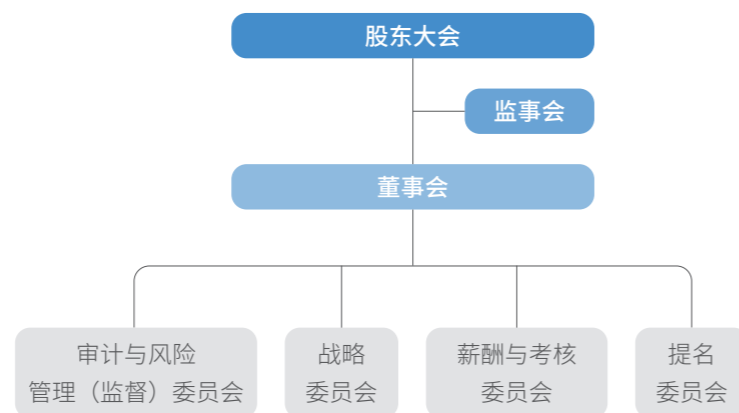 股东大会
监事会
董事会
审计与风险
管理（监督）委员会
战略
委员会
薪酬与考核
委员会
提名
委员会